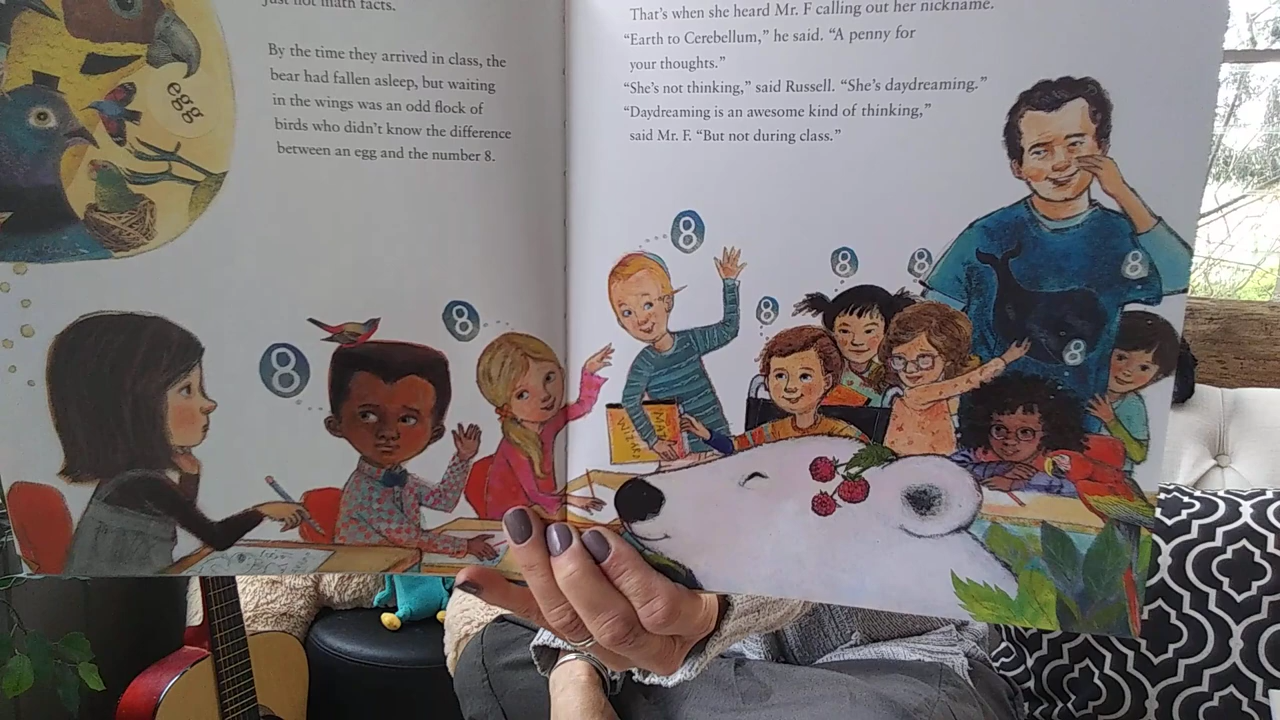 just not math facts.
By the time they arrived in class, the
bear had fallen asleep, but waiting
in the wings was an odd flock of
birds who didn't know the difference
between an egg and the number 8.
egg
That's when she heard Mr. F calling out her nickname.
"Earth to Cerebellum," he said. "A penny for
your thoughts."
"She's not thinking," said Russell. "She's daydreaming."
"Daydreaming is an awesome kind of thinking,"
said Mr. F. "But not during class."
8
8
8
8
8
8
8
8
MATH
WIZARD